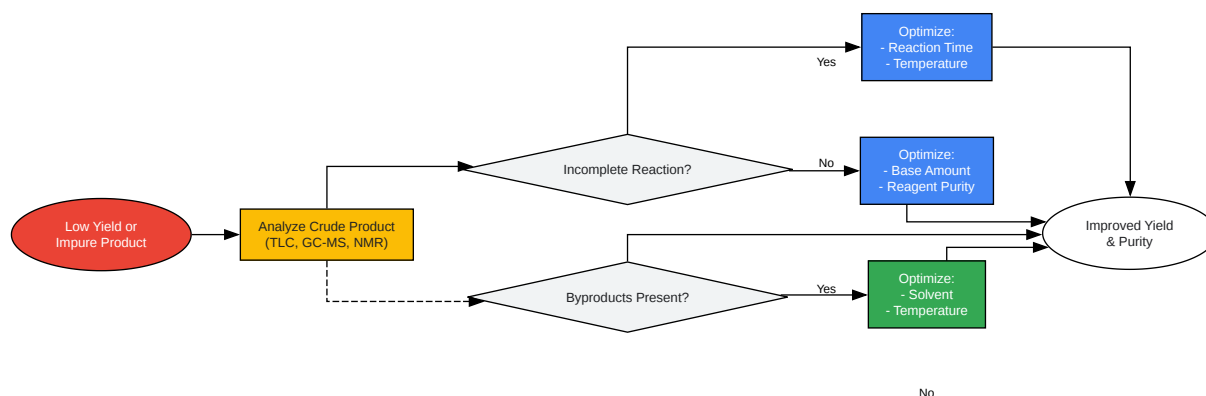 Low Yield or
Impure Product
Analyze Crude Product
(TLC, GC-MS, NMR)
Incomplete Reaction?
Yes
Optimize:
- Reaction Time
- Temperature
No
Optimize:
- Base Amount
- Reagent Purity
Byproducts Present?
Yes
Optimize:
- Solvent
- Temperature
No
Improved Yield
& Purity